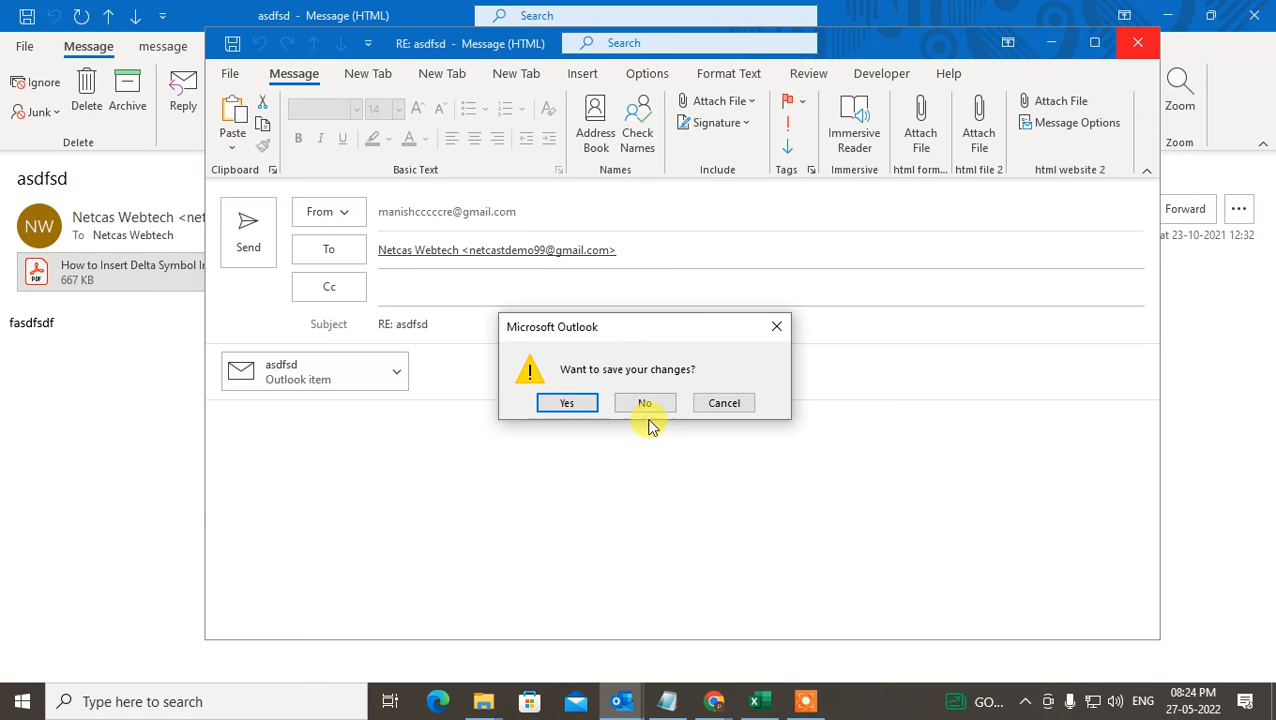 asdfsd - Message (HTML)
Search
File
Message
message
Ignore
Junk
Delete
Archive
Reply
Delete
Zoom
Zoom
asdfsd
NW
Netcas Webtech <net
To Netcas Webtech
How to Insert Delta Symbol In
667 KB
PDF
fasdfsdf
Forward
at 23-10-2021 12:32
RE: asdfsd - Message (HTML)
Search
File
Message
New Tab
New Tab
New Tab
Insert
Options
Format Text
Review
Developer
Help
Paste
14
B I U A
Clipboard
Basic Text
Address Book
Check Names
Names
Attach File
Signature
Include
Tags
Immersive Reader
Immersive
Attach File
html form...
Attach File
html file 2
Attach File
Message Options
html website 2
Send
From
manishcccccre@gmail.com
To
Netcas Webtech <netcastdemo99@gmail.com>
Cc
Subject
RE: asdfsd
asdfsd
Outlook item
Microsoft Outlook
Want to save your changes?
Yes
No
Cancel
Type here to search
GO...
ENG
08:24 PM
27-05-2022